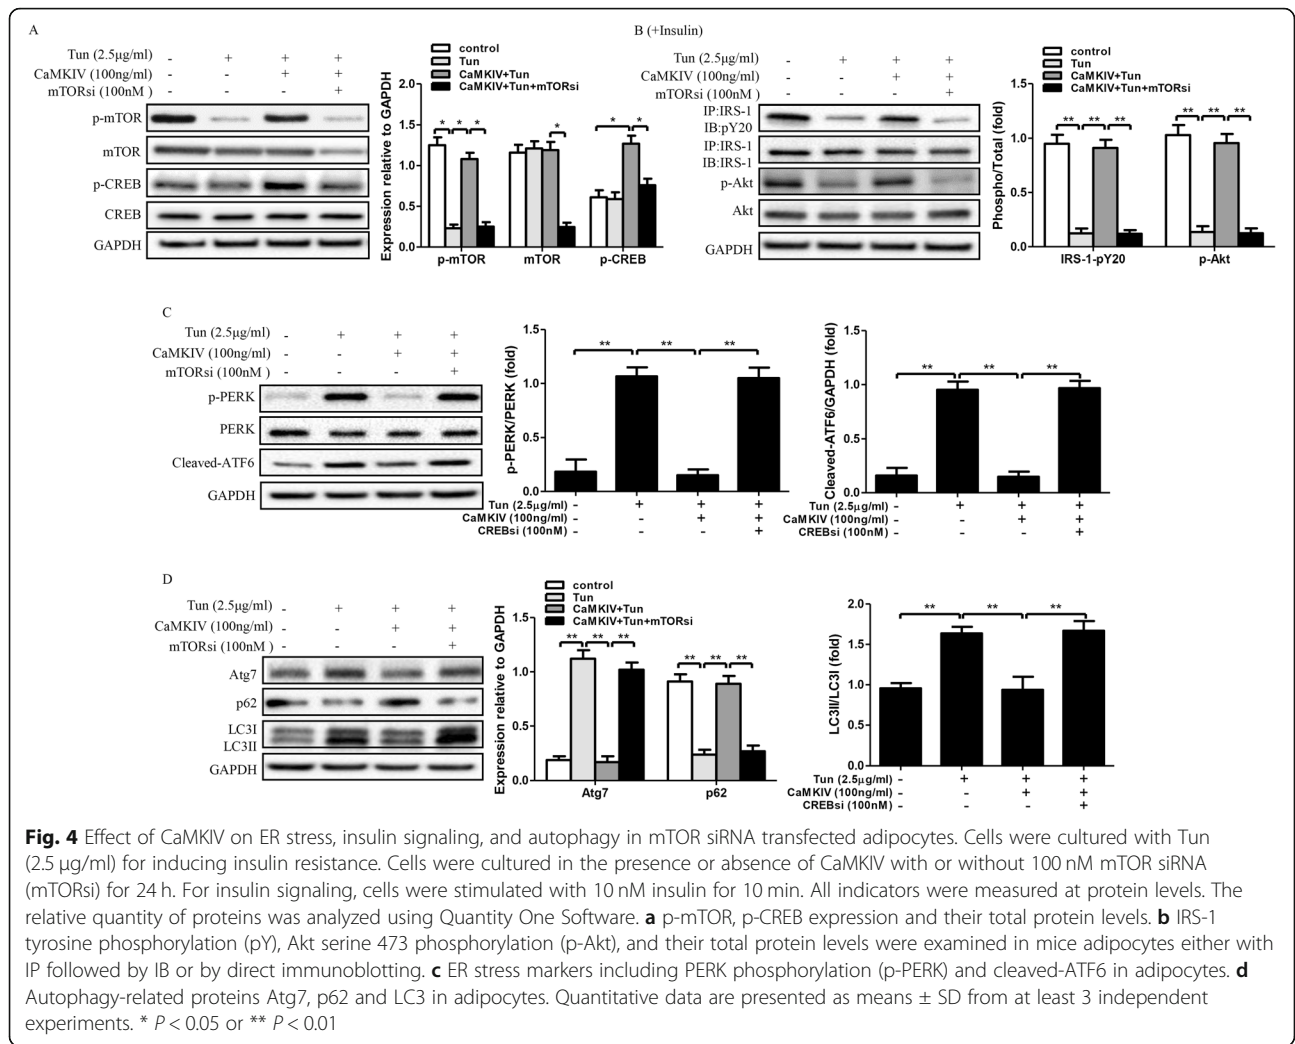 A
Tun (2.5μg/ml) - + + +
CaMKIV (100ng/ml) - - + +
mTORsi (100NM) - - - +
p-mTOR
mTOR
p-CREB
CREB
GAPDH
control
Tun
CaMKIV+Tun
CaMKIV+Tun+mTORsi
Expression relative to GAPDH
2.0
1.5
1.0
0.5
0.0
* * * * * *
p-mTOR mTOR p-CREB
B (+Insulin)
Tun (2.5μg/ml) - + + +
CaMKIV (100ng/ml) - - + +
mTORsi (100NM) - - - +
IP:IRS-1
IB:pY20
IP:IRS-1
IB:IRS-1
p-Akt
Akt
GAPDH
control
Tun
CaMKIV+Tun
CaMKIV+Tun+mTORsi
Phospho/Total (fold)
1.5
1.0
0.5
0.0
** ** ** ** ** **
IRS-1-pY20 p-Akt
C
Tun (2.5μg/ml) - + + +
CaMKIV (100ng/ml) - - + +
mTORsi (100NM) - - - +
p-PERK
PERK
Cleaved-ATF6
GAPDH
p-PERK/PERK (fold)
1.5
1.0
0.5
0.0
** ** **
Tun (2.5μg/ml) - + + +
CaMKIV (100ng/ml) - - + +
CREBsi (100nM) - - - +
Cleaved-ATF6/GAPDH (fold)
1.5
1.0
0.5
0.0
** ** **
Tun (2.5μg/ml) - + + +
CaMKIV (100ng/ml) - - + +
CREBsi (100nM) - - - +
D
Tun (2.5μg/ml) - + + +
CaMKIV (100ng/ml) - - + +
mTORsi (100NM) - - - +
Atg7
p62
LC3I
LC3II
GAPDH
control
Tun
CaMKIV+Tun
CaMKIV+Tun+mTORsi
Expression relative to GAPDH
1.5
1.0
0.5
0.0
** ** ** ** ** **
Atg7 p62
LC3II/LC3I (fold)
2.0
1.5
1.0
0.5
0.0
** ** **
Tun (2.5μg/ml) - + + +
CaMKIV (100ng/ml) - - + +
CREBsi (100nM) - - - +
Fig. 4 Effect of CaMKIV on ER stress, insulin signaling, and autophagy in mTOR siRNA transfected adipocytes. Cells were cultured with Tun
(2.5 μg/ml) for inducing insulin resistance. Cells were cultured in the presence or absence of CaMKIV with or without 100 nM mTOR siRNA
(mTORsi) for 24 h. For insulin signaling, cells were stimulated with 10 nM insulin for 10 min. All indicators were measured at protein levels. The
relative quantity of proteins was analyzed using Quantity One Software. a p-mTOR, p-CREB expression and their total protein levels. b IRS-1
tyrosine phosphorylation (pY), Akt serine 473 phosphorylation (p-Akt), and their total protein levels were examined in mice adipocytes either with
IP followed by IB or by direct immunoblotting. c ER stress markers including PERK phosphorylation (p-PERK) and cleaved-ATF6 in adipocytes. d
Autophagy-related proteins Atg7, p62 and LC3 in adipocytes. Quantitative data are presented as means ± SD from at least 3 independent
experiments. * P < 0.05 or ** P < 0.01